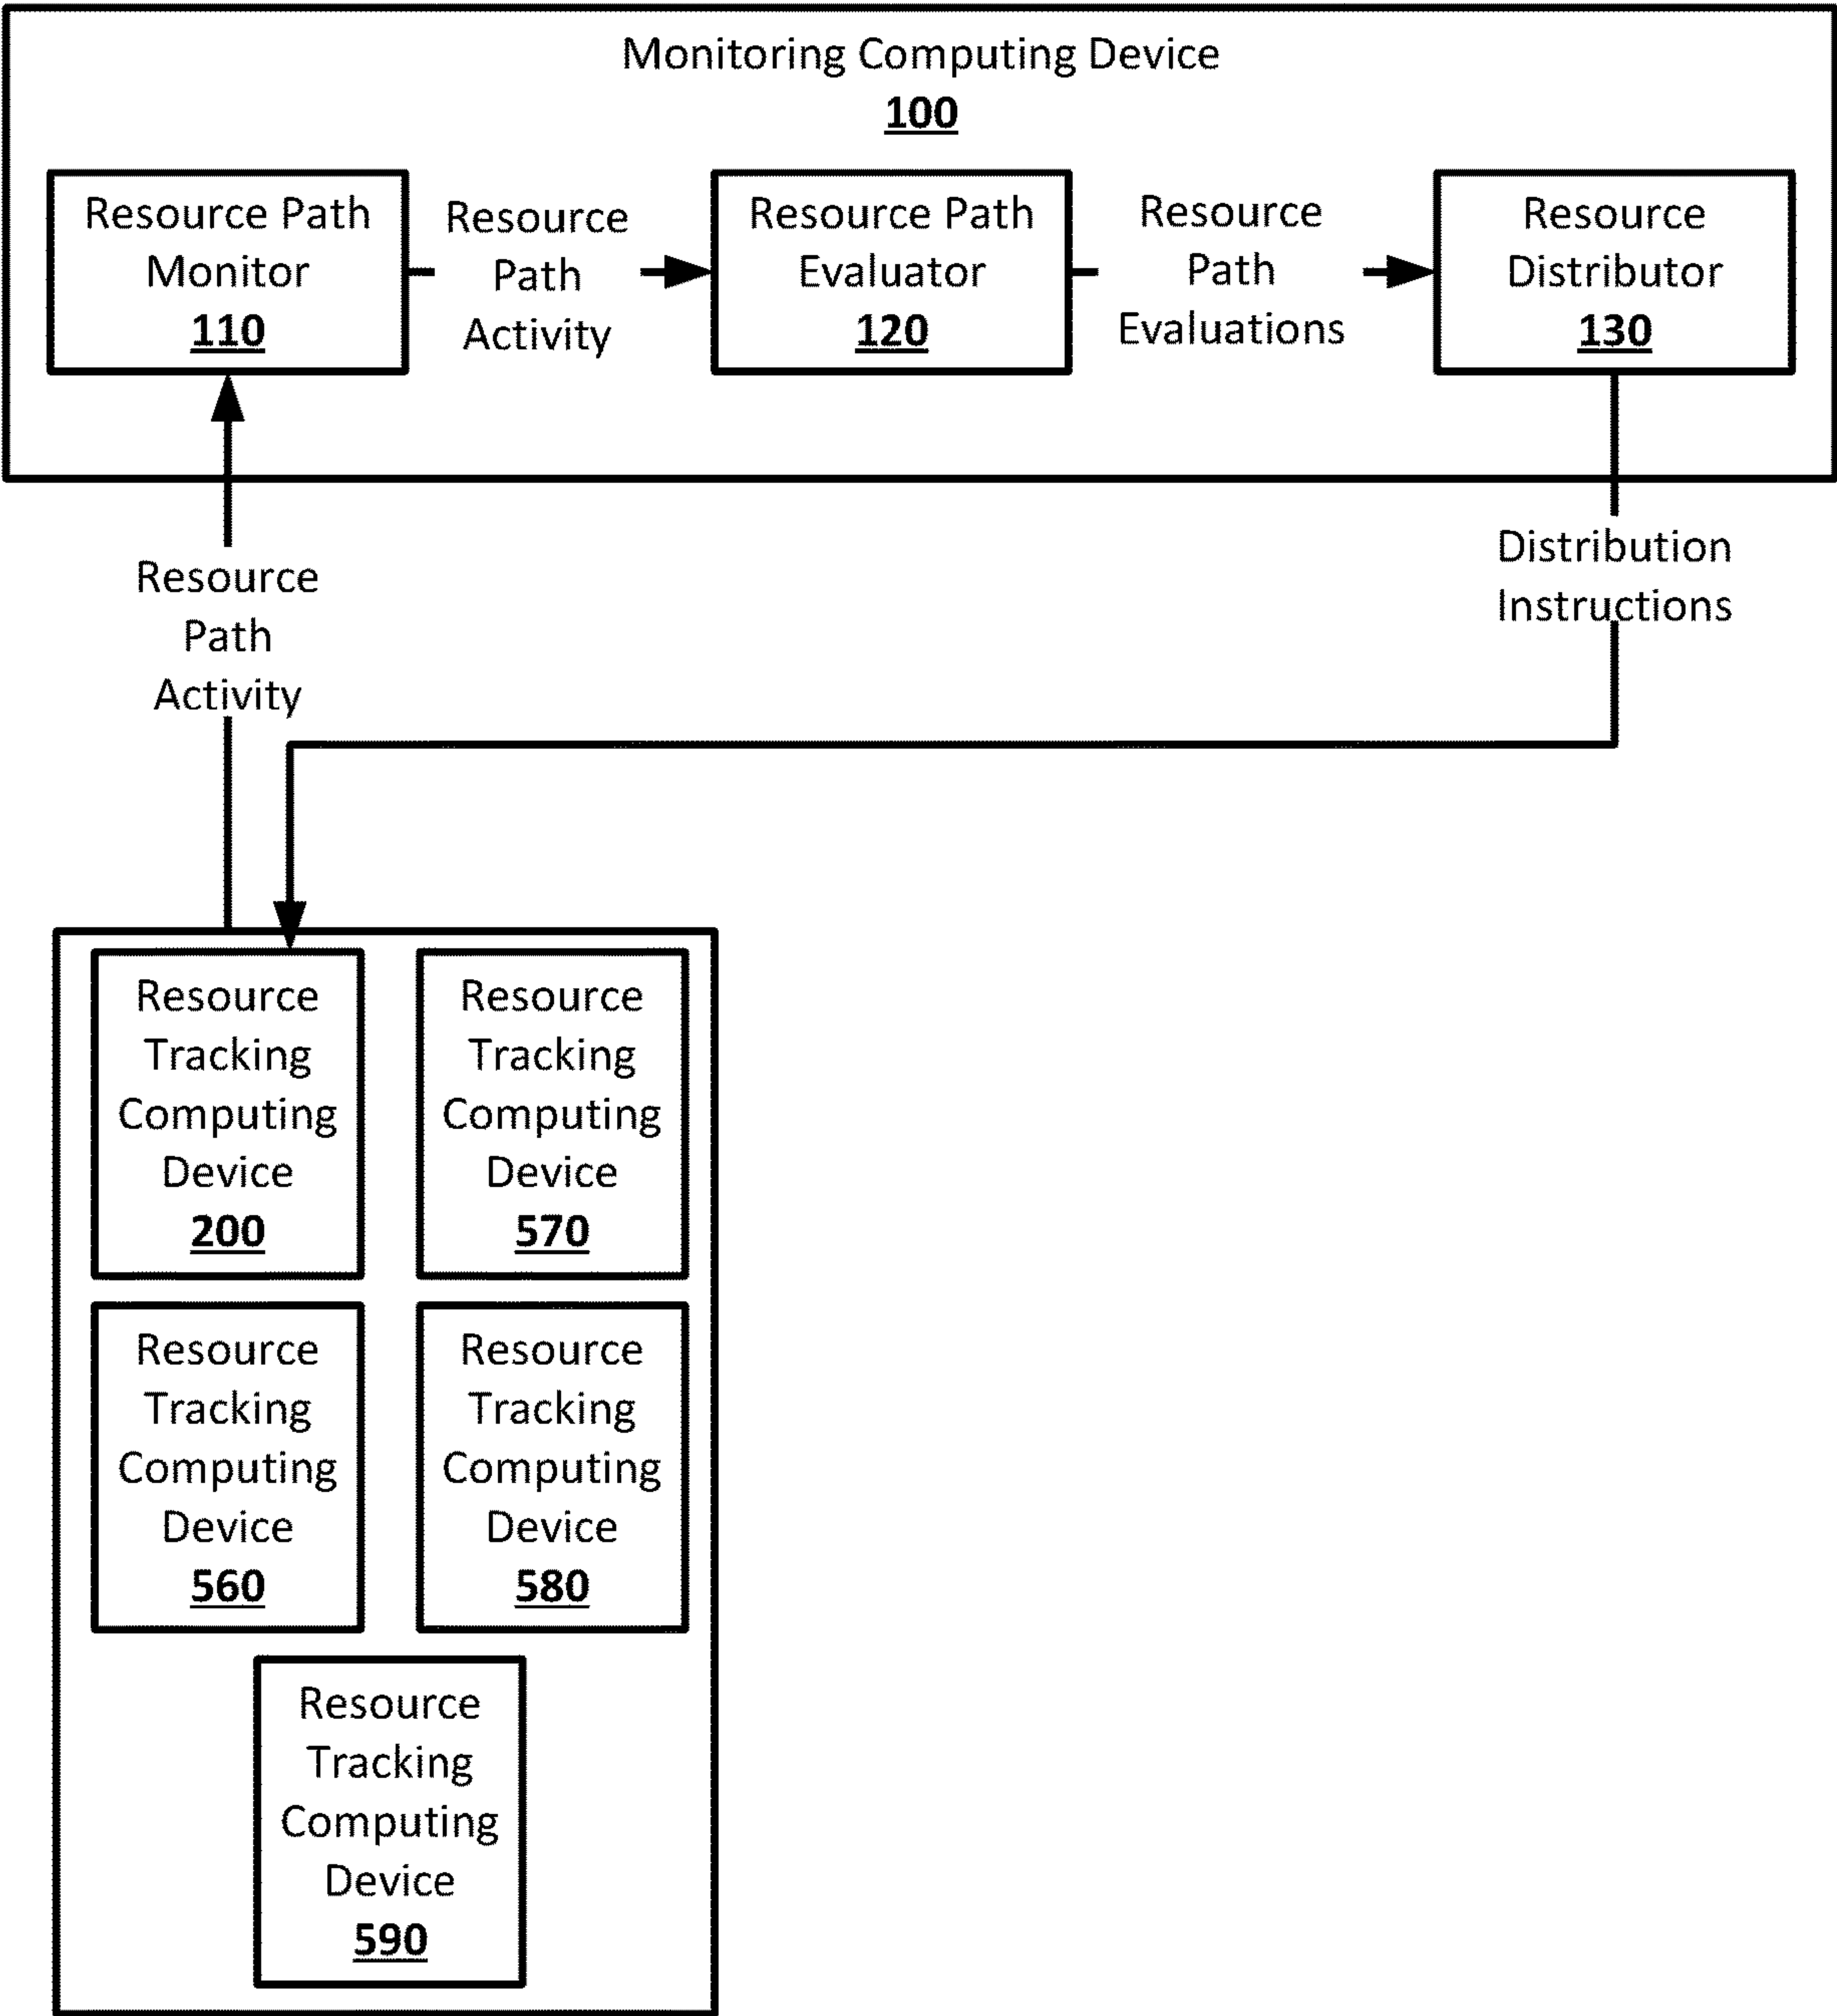 Monitoring Computing Device
100
Resource Path
Monitor
110
Resource
Path
Activity
Resource Path
Evaluator
120
Resource
Path
Evaluations
Resource
Distributor
130
Resource
Path
Activity
Distribution
Instructions
Resource
Tracking
Computing
Device
200
Resource
Tracking
Computing
Device
570
Resource
Tracking
Computing
Device
560
Resource
Tracking
Computing
Device
580
Resource
Tracking
Computing
Device
590